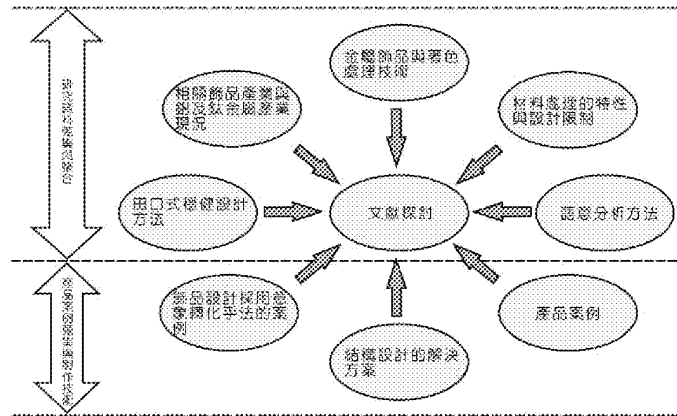 金屬飾品與著色
處理技術
相關飾品產業與
鋁及鈦金屬產業
現況
材料處理的特性
與設計限制
田口式穩健設計
方法
文獻探討
語意分析方法
飾品設計採用意
象轉化手法的案
例
結構設計的解決
方案
產品案例